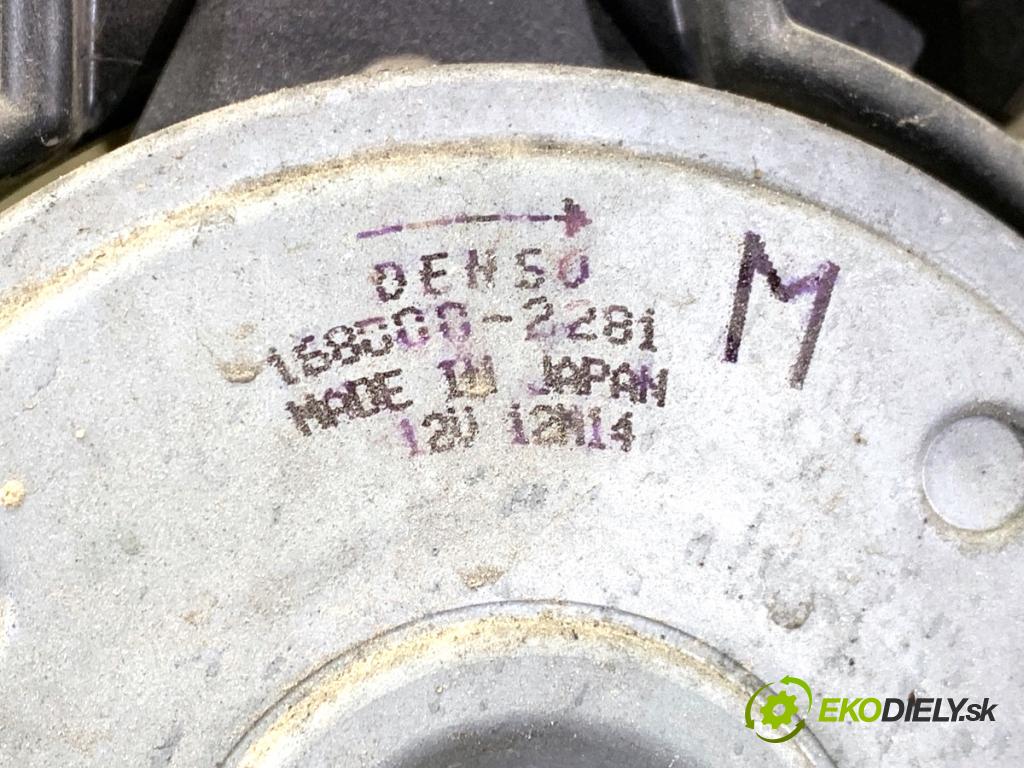 DENSO
168000-2281
MADE IN JAPAN
12V 12M14
M
EKODIELY.sk